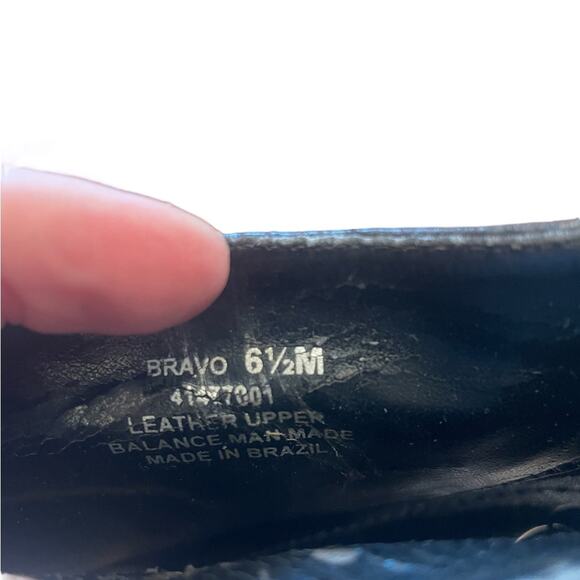 BRAVO 6½M
LEATHER UPPER
BALANCE MAN MADE
MADE IN BRAZIL